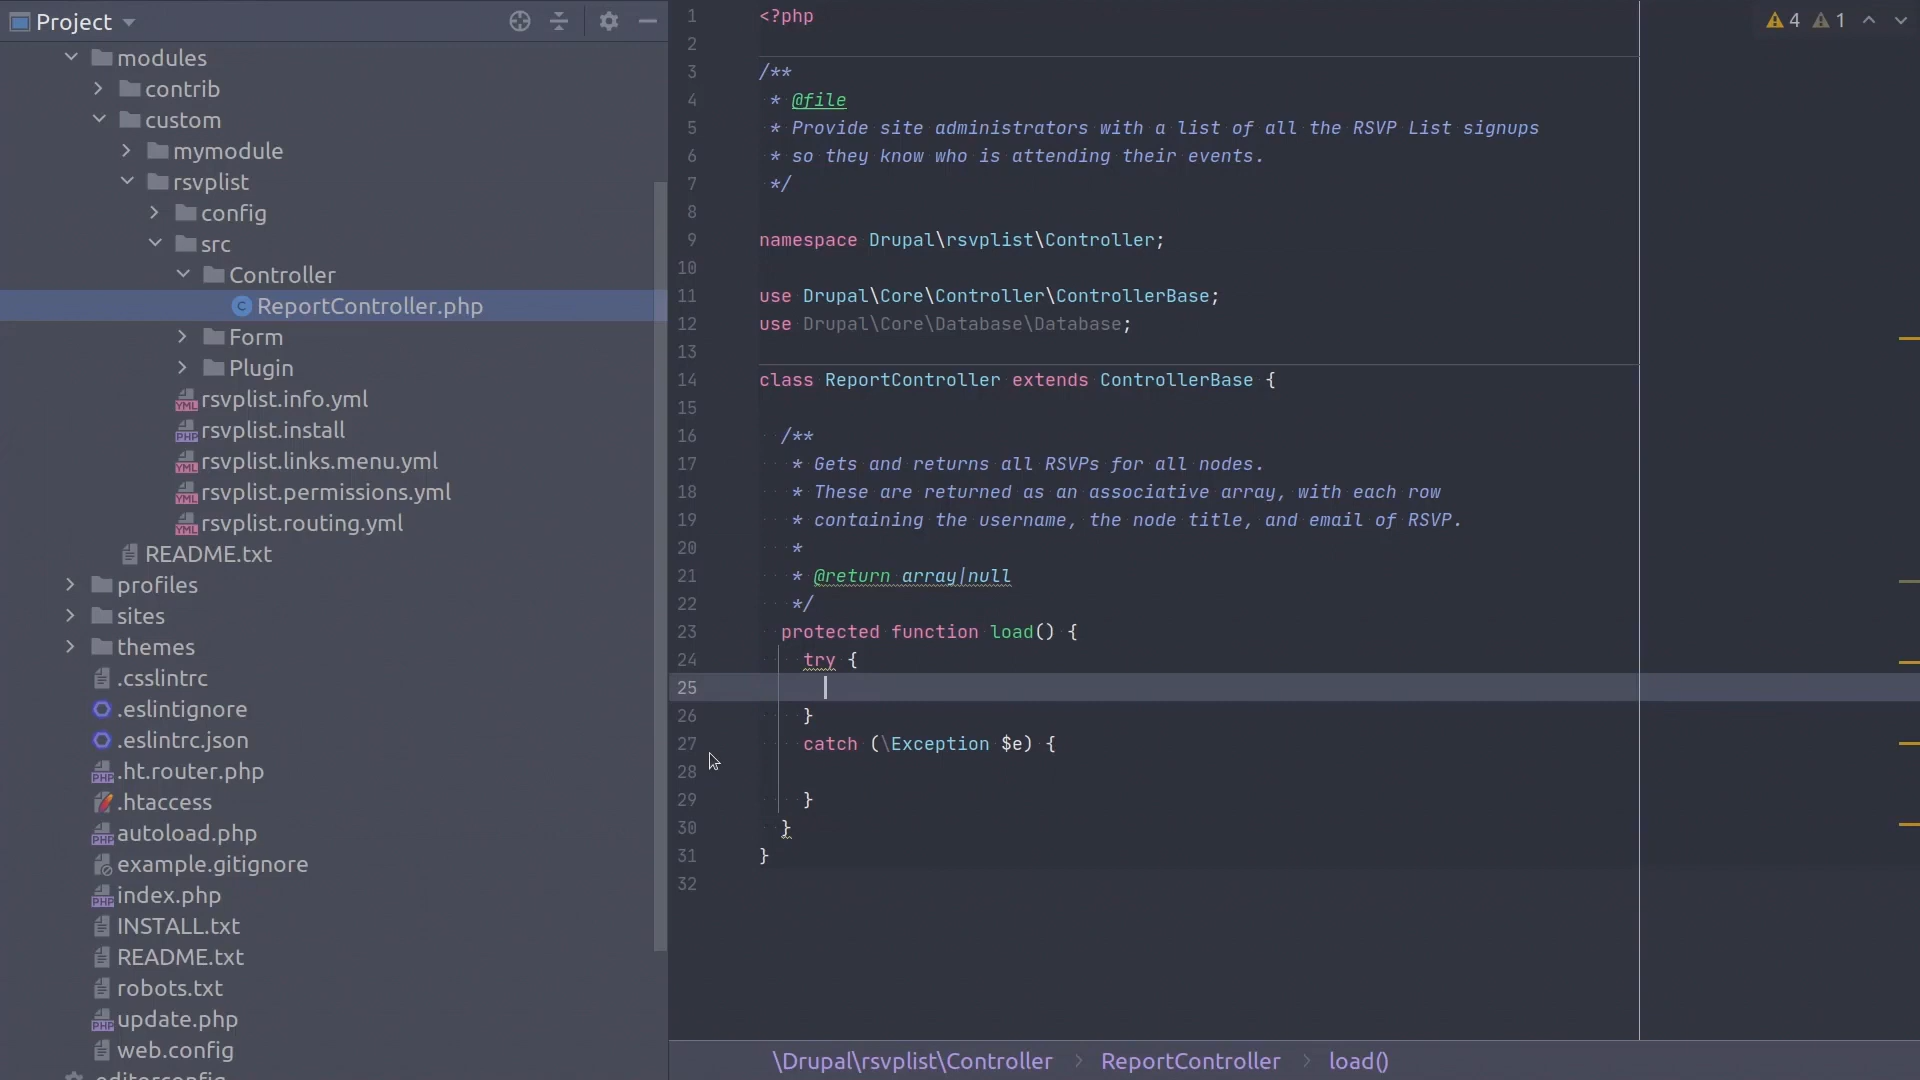 Project
modules
contrib
custom
mymodule
rsvplist
config
src
Controller
ReportController.php
Form
Plugin
rsvplist.info.yml
rsvplist.install
rsvplist.links.menu.yml
rsvplist.permissions.yml
rsvplist.routing.yml
README.txt
profiles
sites
themes
.csslintrc
.eslintignore
.eslintrc.json
.ht.router.php
.htaccess
autoload.php
example.gitignore
index.php
INSTALL.txt
README.txt
robots.txt
update.php
web.config
.editorconfig
4 1
1 <?php
2
3 /**
4 * @file
5 * Provide site administrators with a list of all the RSVP List signups
6 * so they know who is attending their events.
7 */
8
9 namespace Drupal\rsvplist\Controller;
10
11 use Drupal\Core\Controller\ControllerBase;
12 use Drupal\Core\Database\Database;
13
14 class ReportController extends ControllerBase {
15
16 /**
17 * Gets and returns all RSVPs for all nodes.
18 * These are returned as an associative array, with each row
19 * containing the username, the node title, and email of RSVP.
20 *
21 * @return array|null
22 */
23 protected function load() {
24 try {
25
26 }
27 catch (\Exception $e) {
28
29 }
30 }
31 }
32
\Drupal\rsvplist\Controller > ReportController > load()